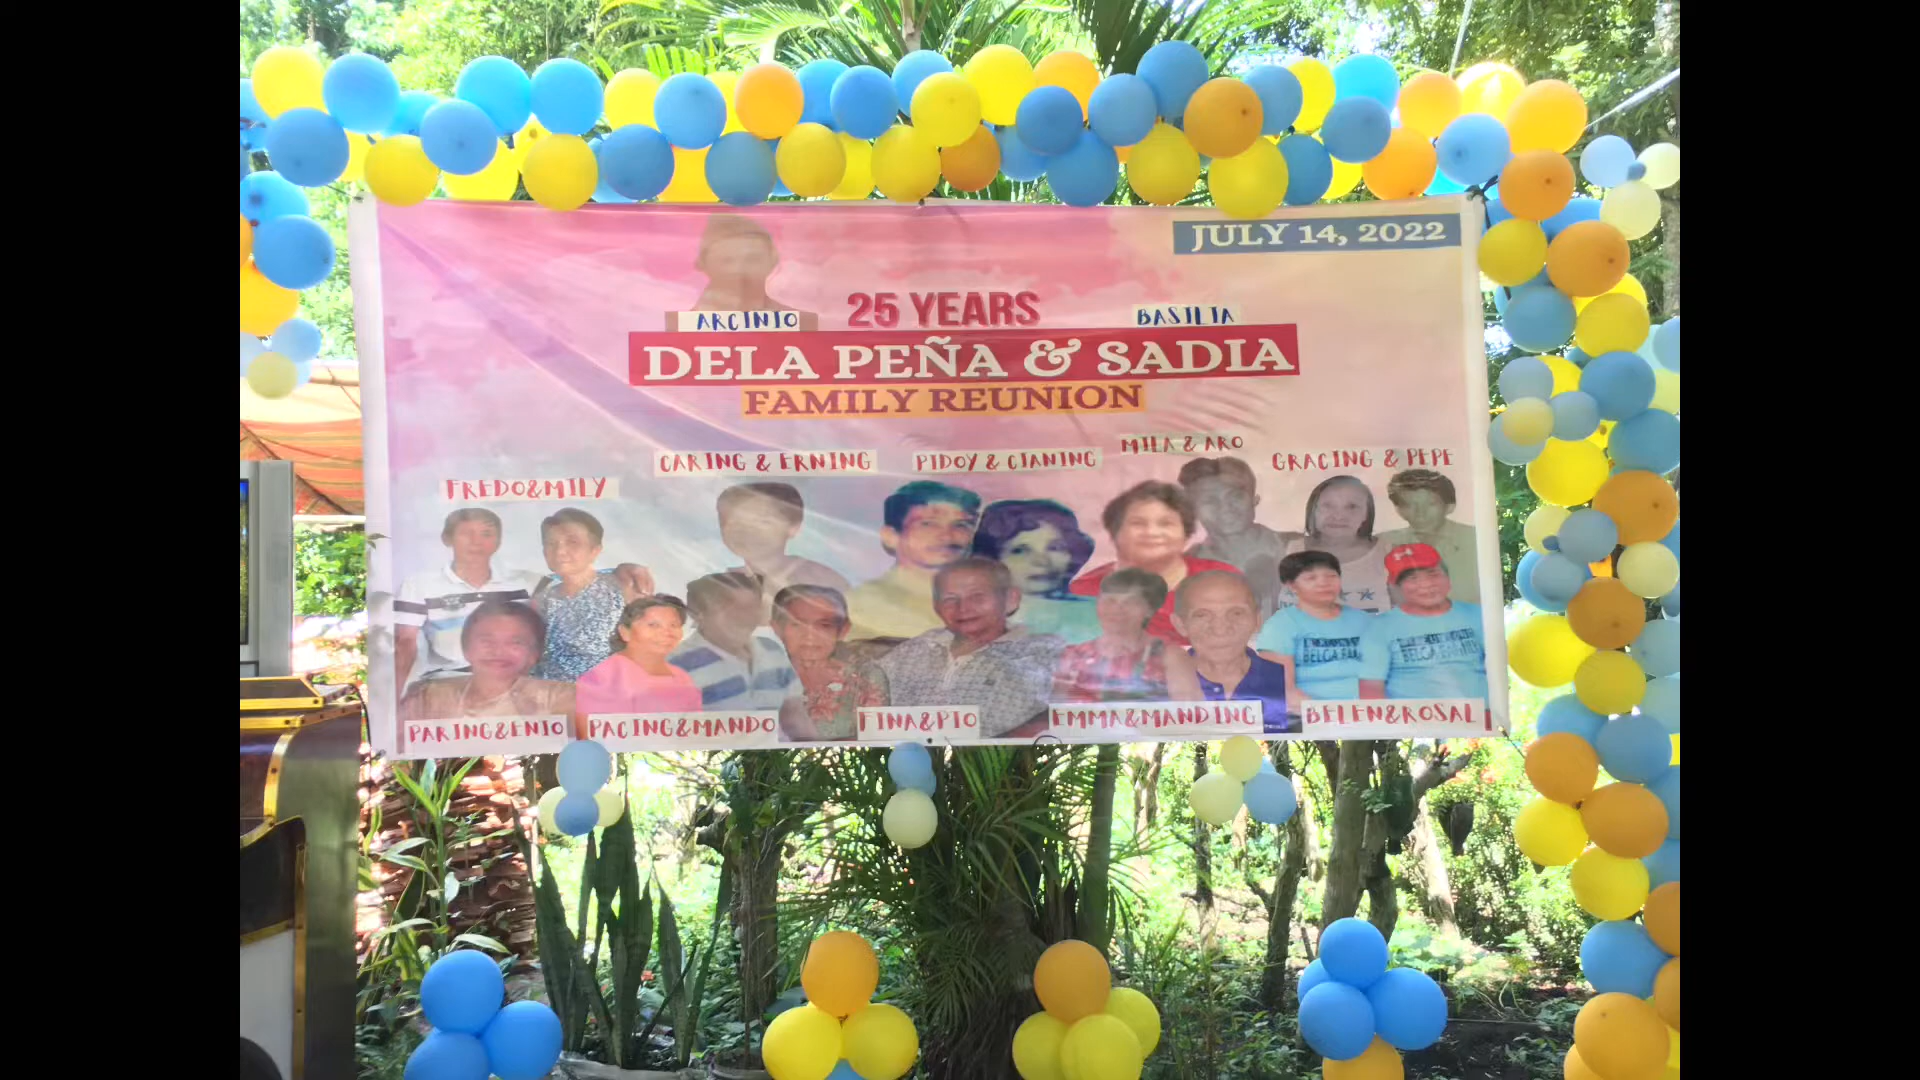 JULY 14, 2022
25 YEARS
ARCINIO
BASILIA
DELA PEÑA & SADIA
FAMILY REUNION
MILA & ARO
CARING & ERNING
PIDOY & CIANING
GRACING & PEPE
FREDO&MILY
PARING&ENIO
PACING&MANDO
FINA&PIO
EMMA&MANDING
BELEN&ROSAL